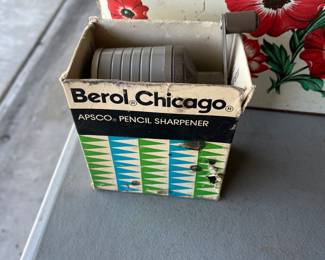 Berol® Chicago®
APSCO® PENCIL SHARPENER